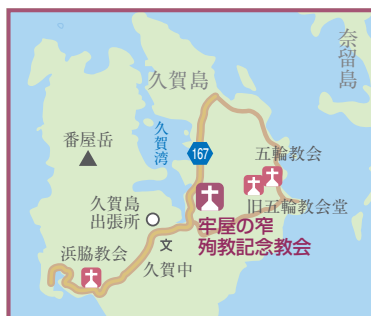 奈留島
久賀島
番屋岳
久賀湾
167
五輪教会
久賀島
出張所
旧五輪教会堂
牢屋の窄
殉教記念教会
浜脇教会
文
久賀中